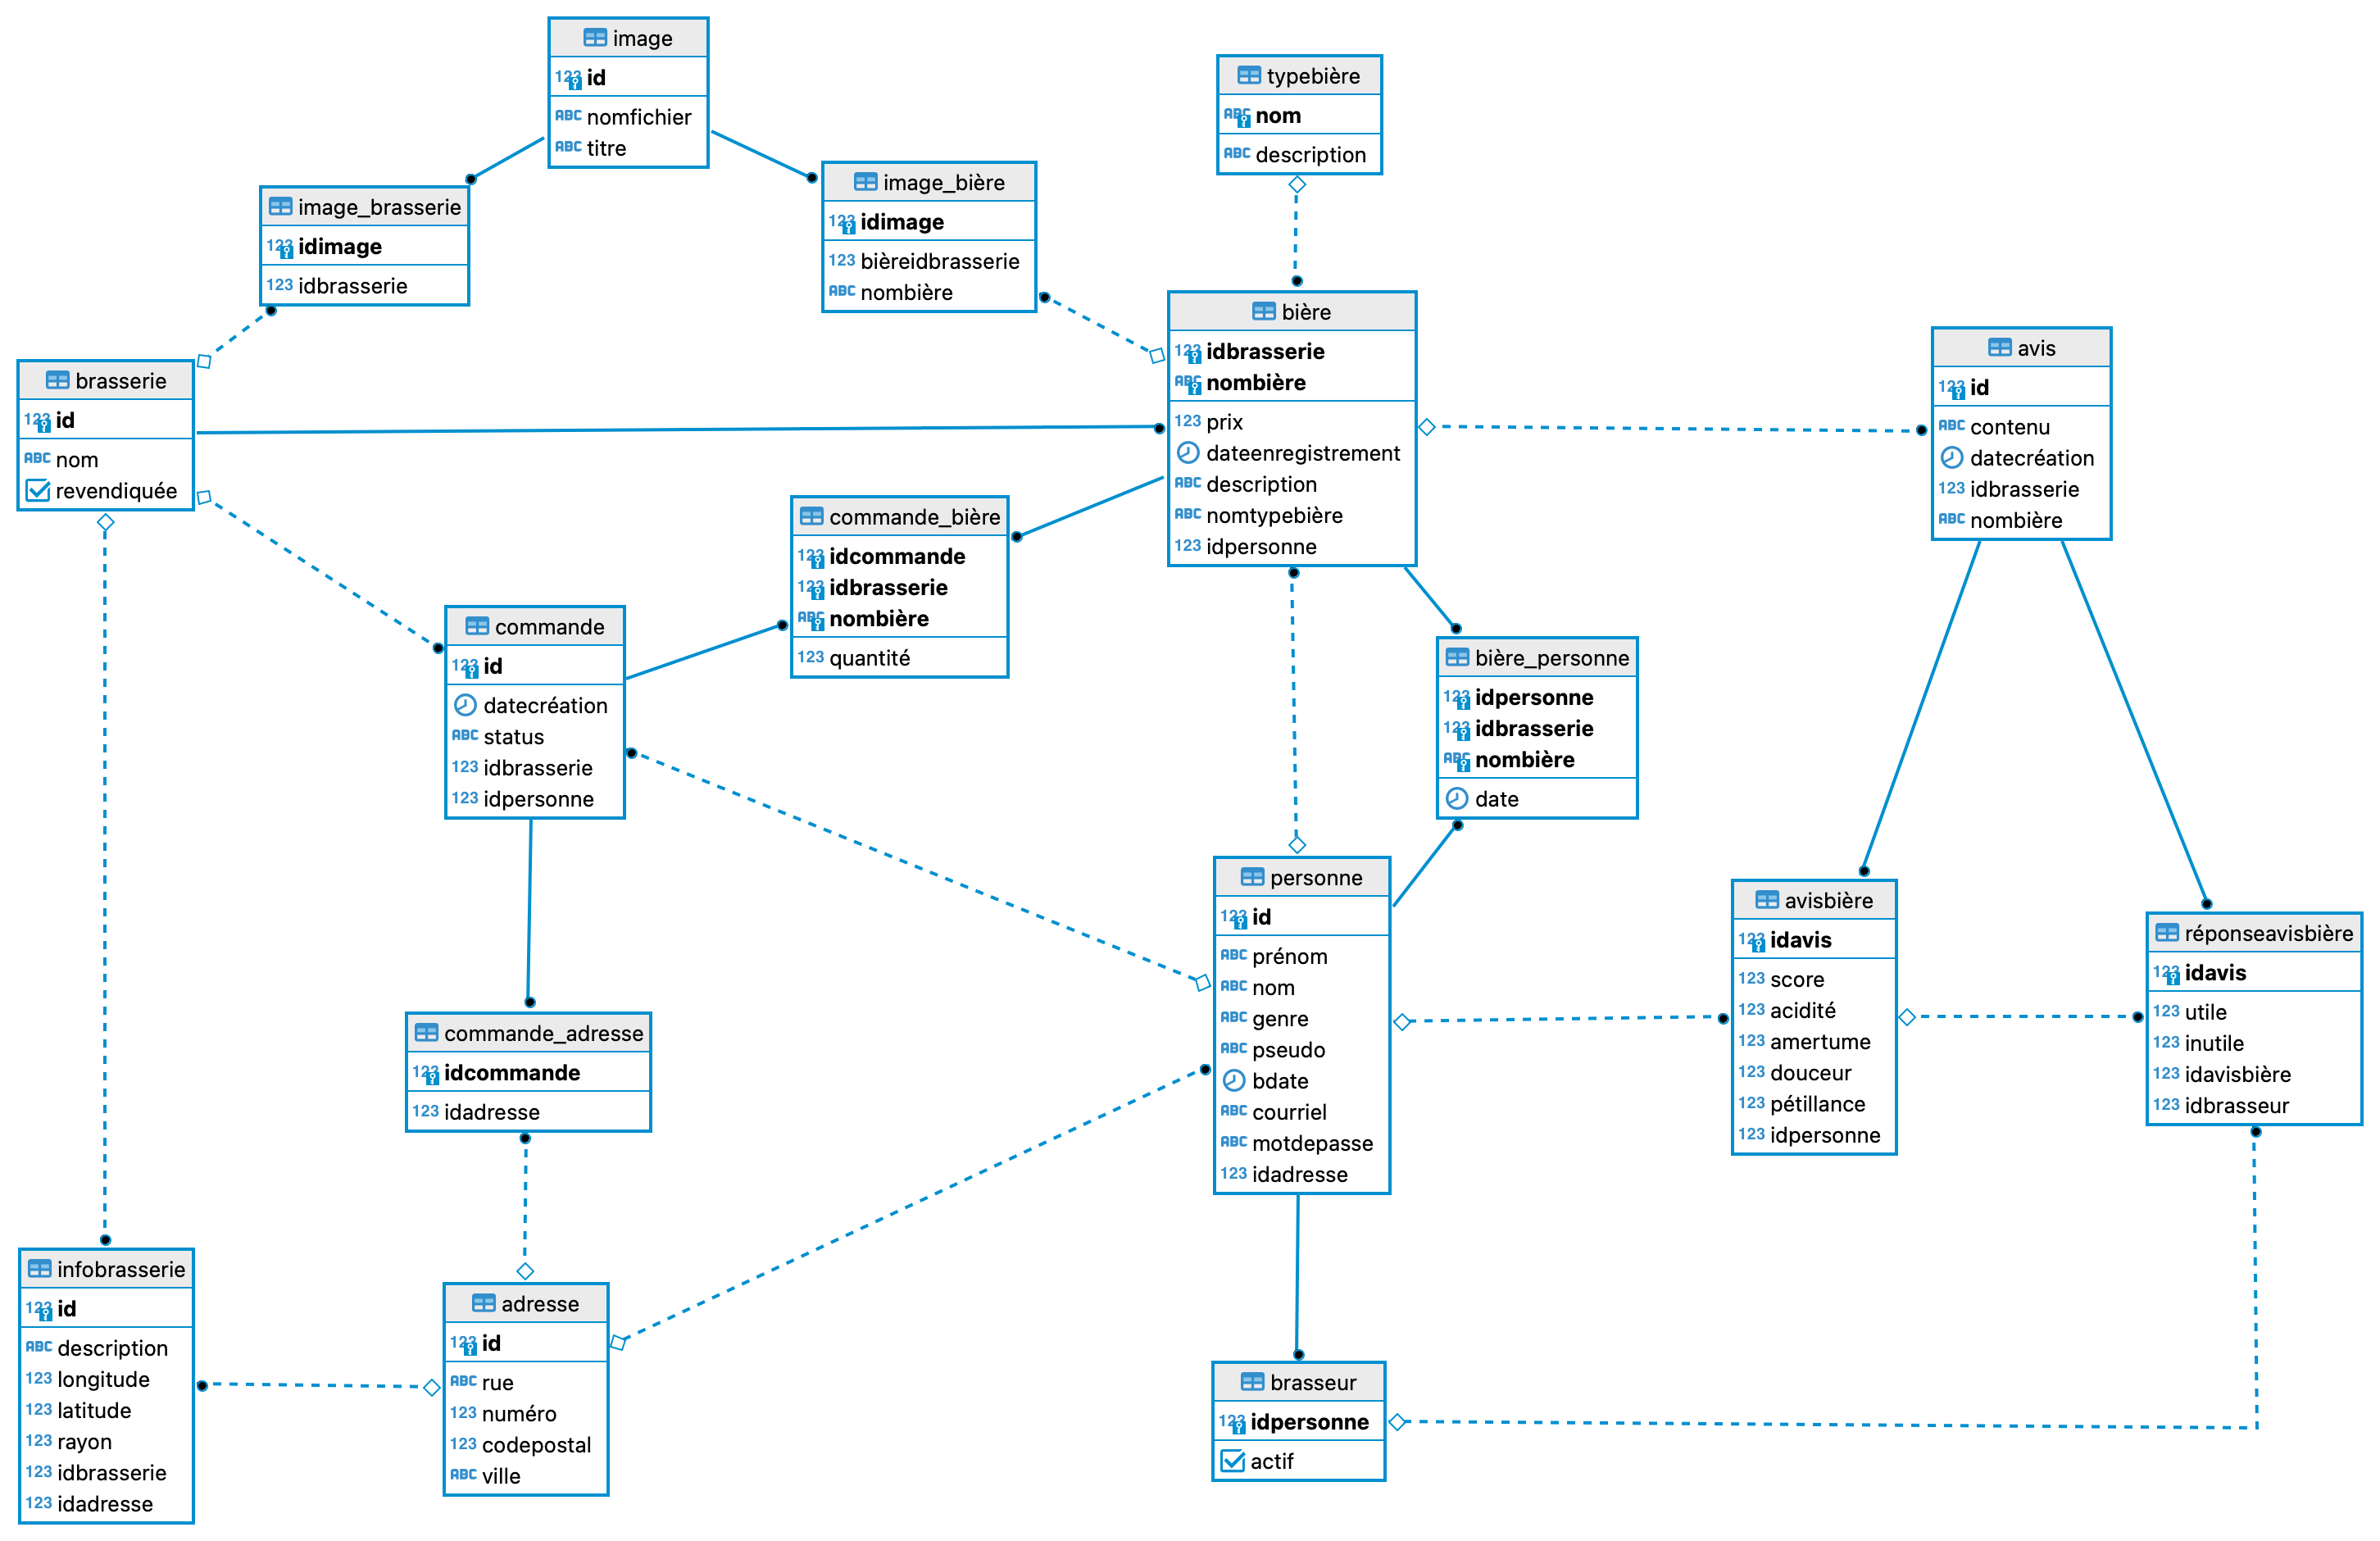 image
123 id
ABC nomfichier
ABC titre
typebière
ABC nom
ABC description
image_bière
123 idimage
123 bièreidbrasserie
ABC nombière
image_brasserie
123 idimage
123 idbrasserie
bière
123 idbrasserie
ABC nombière
123 prix
dateenregistrement
ABC description
ABC nomtypebière
123 idpersonne
avis
123 id
ABC contenu
datecréation
123 idbrasserie
ABC nombière
brasserie
123 id
ABC nom
revendiquée
commande_bière
123 idcommande
123 idbrasserie
ABC nombière
123 quantité
commande
123 id
datecréation
ABC status
123 idbrasserie
123 idpersonne
bière_personne
123 idpersonne
123 idbrasserie
ABC nombière
date
personne
123 id
ABC prénom
ABC nom
ABC genre
ABC pseudo
bdate
ABC courriel
ABC motdepasse
123 idadresse
avisbière
123 idavis
123 score
123 acidité
123 amertume
123 douceur
123 pétillance
123 idpersonne
réponseavisbière
123 idavis
123 utile
123 inutile
123 idavisbière
123 idbrasseur
commande_adresse
123 idcommande
123 idadresse
infobrasserie
123 id
ABC description
123 longitude
123 latitude
123 rayon
123 idbrasserie
123 idadresse
adresse
123 id
ABC rue
123 numéro
123 codepostal
ABC ville
brasseur
123 idpersonne
actif